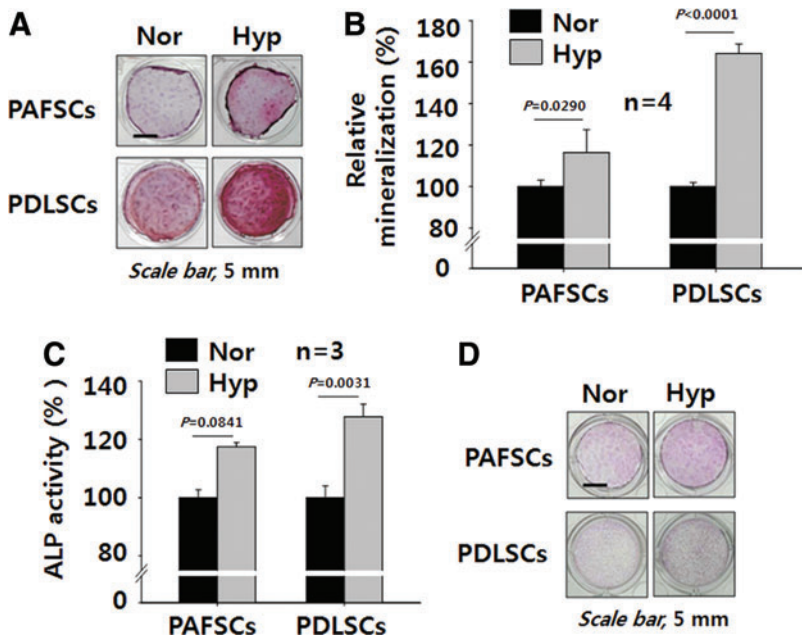 A
Nor Hyp
PAFSCs
PDLSCs
Scale bar, 5 mm
B
Nor
Hyp
n=4
P<0.0001
P=0.0290
Relative
mineralization (%)
180
160
140
120
100
80
0
PAFSCs PDLSCs
C
Nor
Hyp
n=3
P=0.0841
P=0.0031
ALP activity (% )
140
120
100
80
0
PAFSCs PDLSCs
D
Nor Hyp
PAFSCs
PDLSCs
Scale bar, 5 mm